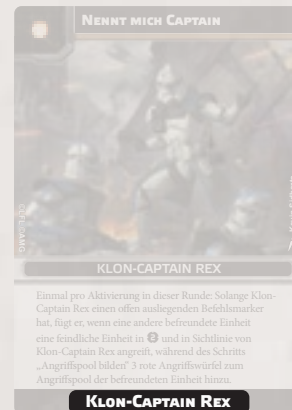 Nennt mich Captain
KLON-CAPTAIN REX
Einmal pro Aktivierung in dieser Runde: Solange Klon-
Captain Rex einen offen ausliegenden Befehlsmarker
hat, fügt er, wenn eine andere befreundete Einheit
eine feindliche Einheit in 2 und in Sichtlinie von
Klon-Captain Rex angreift, während des Schritts
„Angriffspool bilden“ 3 rote Angriffswürfel zum
Angriffspool der befreundeten Einheit hinzu.
Klon-Captain Rex